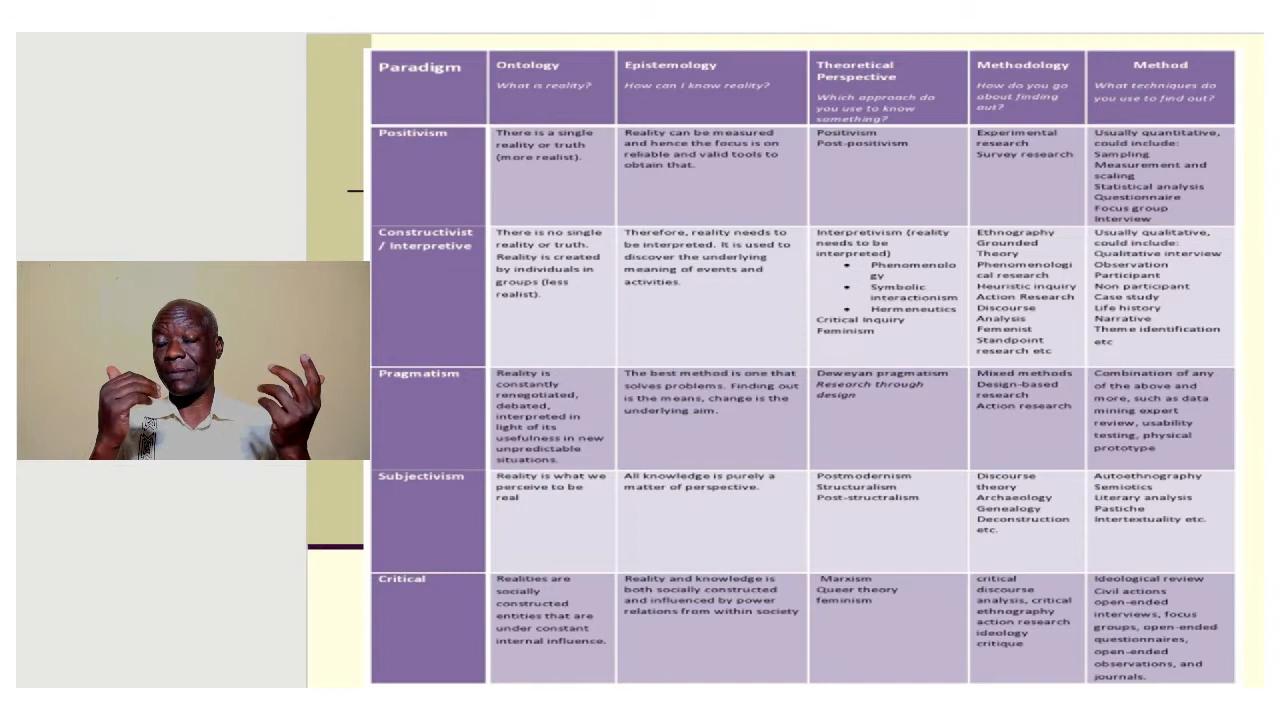 Paradigm
Ontology
What is reality?
Epistemology
How can I know reality?
Theoretical
Perspective
Which approach do
you use to know
something?
Methodology
How do you go
about finding
out?
Method
What techniques do
you use to find out?
Positivism
There is a single
reality or truth
(more realist).
Reality can be measured
and hence the focus is on
reliable and valid tools to
obtain that.
Positivism
Post-positivism
Experimental
research
Survey research
Usually quantitative,
could include:
Sampling
Measurement and
scaling
Statistical analysis
Questionnaire
Focus group
Interview
Constructivist
/ Interpretive
There is no single
reality or truth.
Reality is created
by individuals in
groups (less
realist).
Therefore, reality needs to
be interpreted. It is used to
discover the underlying
meaning of events and
activities.
Interpretivism (reality
needs to be
interpreted)
• Phenomenolo
gy
• Symbolic
interactionism
• Hermeneutics
Critical Inquiry
Feminism
Ethnography
Grounded
Theory
Phenomenologi
cal research
Heuristic inquiry
Action Research
Discourse
Analysis
Femenist
Standpoint
research etc
Usually qualitative,
could include:
Qualitative interview
Observation
Participant
Non participant
Case study
Life history
Narrative
Theme identification
etc
Pragmatism
Reality is
constantly
renegotiated,
debated,
interpreted in
light of its
usefulness in new
unpredictable
situations.
The best method is one that
solves problems. Finding out
is the means, change is the
underlying aim.
Deweyan pragmatism
Research through
design
Mixed methods
Design-based
research
Action research
Combination of any
of the above and
more, such as data
mining expert
review, usability
testing, physical
prototype
Subjectivism
Reality is what we
perceive to be
real
All knowledge is purely a
matter of perspective.
Postmodernism
Structuralism
Post-structralism
Discourse
theory
Archaeology
Genealogy
Deconstruction
etc.
Autoethnography
Semiotics
Literary analysis
Pastiche
Intertextuality etc.
Critical
Realities are
socially
constructed
entities that are
under constant
internal influence.
Reality and knowledge is
both socially constructed
and influenced by power
relations from within society
Marxism
Queer theory
feminism
critical
discourse
analysis, critical
ethnography
action research
ideology
critique
Ideological review
Civil actions
open-ended
interviews, focus
groups, open-ended
questionnaires,
open-ended
observations, and
journals.